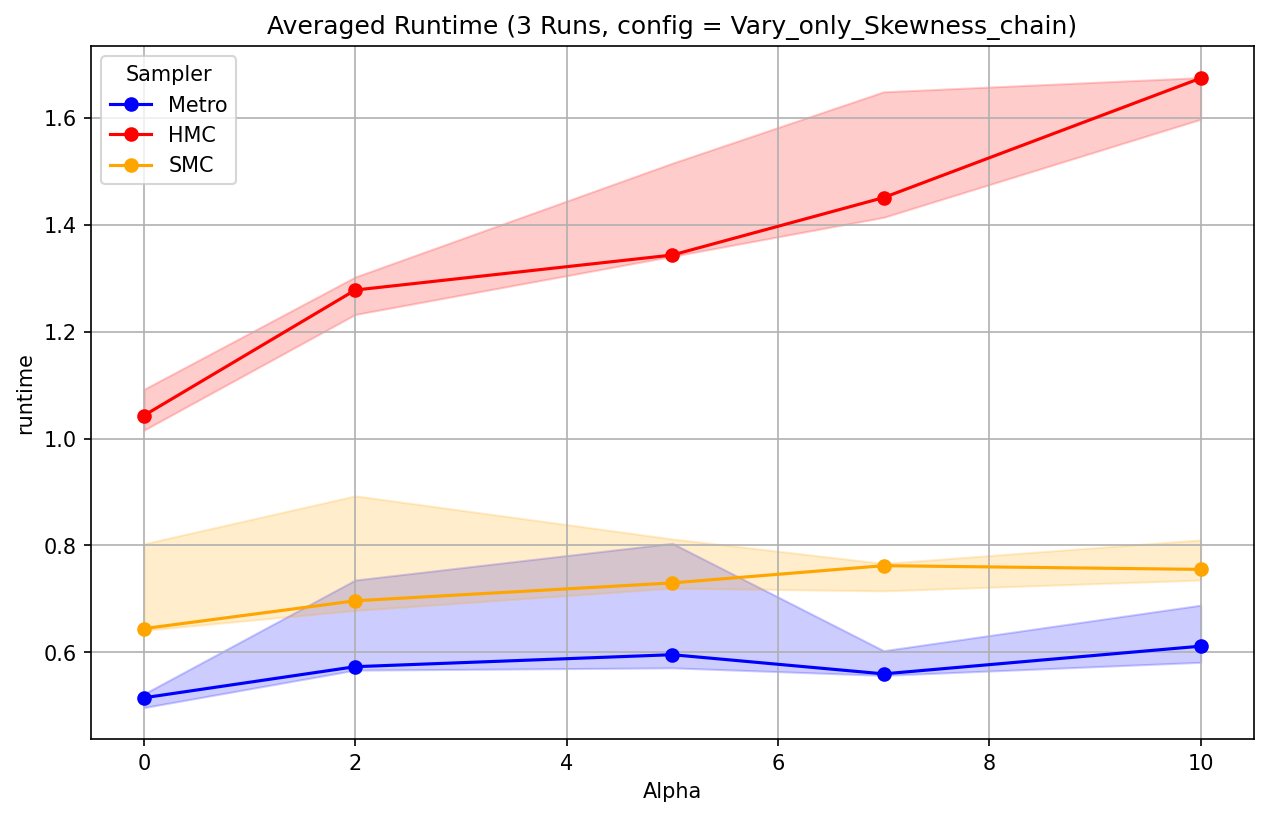 Averaged Runtime (3 Runs, config = Vary_only_Skewness_chain)
Sampler
Metro
HMC
SMC
runtime
1.6
1.4
1.2
1.0
0.8
0.6
0
2
4
6
8
10
Alpha